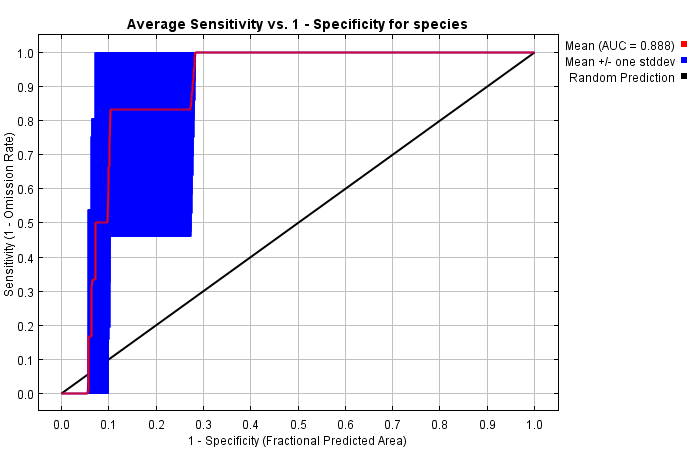 Average Sensitivity vs. 1 - Specificity for species
Mean (AUC = 0.888)
Mean +/- one stddev
Random Prediction
Sensitivity (1 - Omission Rate)
1.0
0.9
0.8
0.7
0.6
0.5
0.4
0.3
0.2
0.1
0.0
0.0 0.1 0.2 0.3 0.4 0.5 0.6 0.7 0.8 0.9 1.0
1 - Specificity (Fractional Predicted Area)